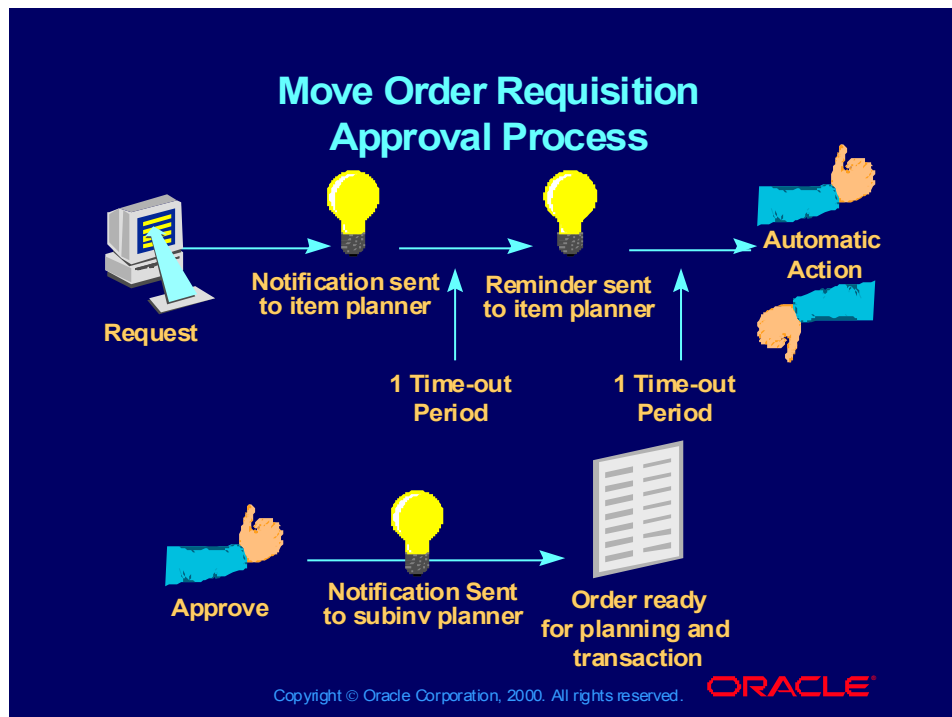 Move Order Requisition
Approval Process
Request
Notification sent
to item planner
Reminder sent
to item planner
Automatic
Action
1 Time-out
Period
1 Time-out
Period
Approve
Notification Sent
to subinv planner
Order ready
for planning and
transaction
Copyright © Oracle Corporation, 2000. All rights reserved.
ORACLE®